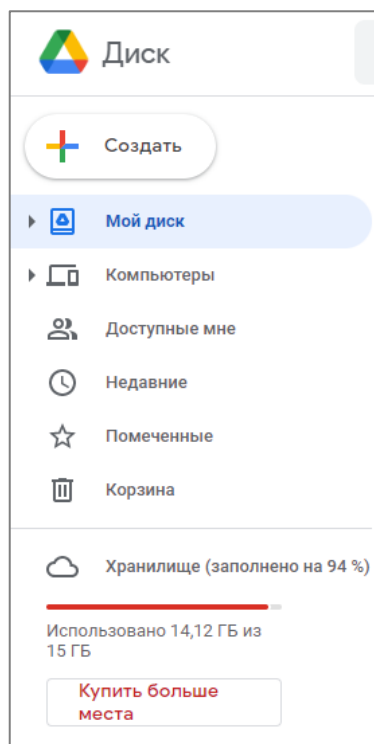 Диск
Создать
Мой диск
Компьютеры
Доступные мне
Недавние
Помеченные
Корзина
Хранилище (заполнено на 94 %)
Использовано 14,12 ГБ из
15 ГБ
Купить больше
места